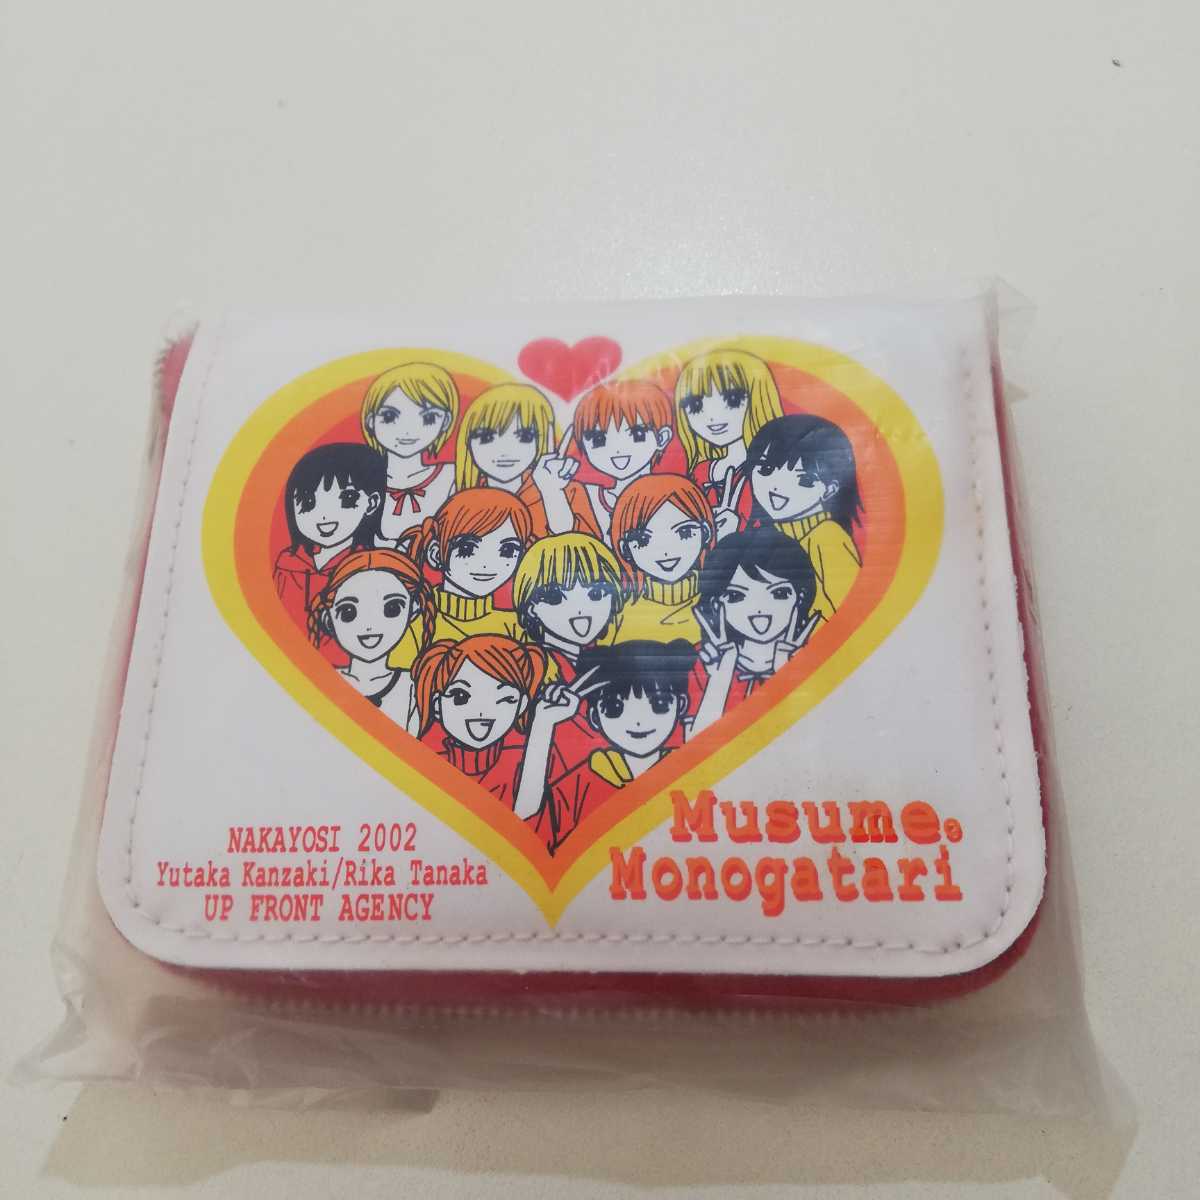 Musume。
Monogatari
NAKAYOSI 2002
Yutaka Kanzaki/Rika Tanaka
UP FRONT AGENCY